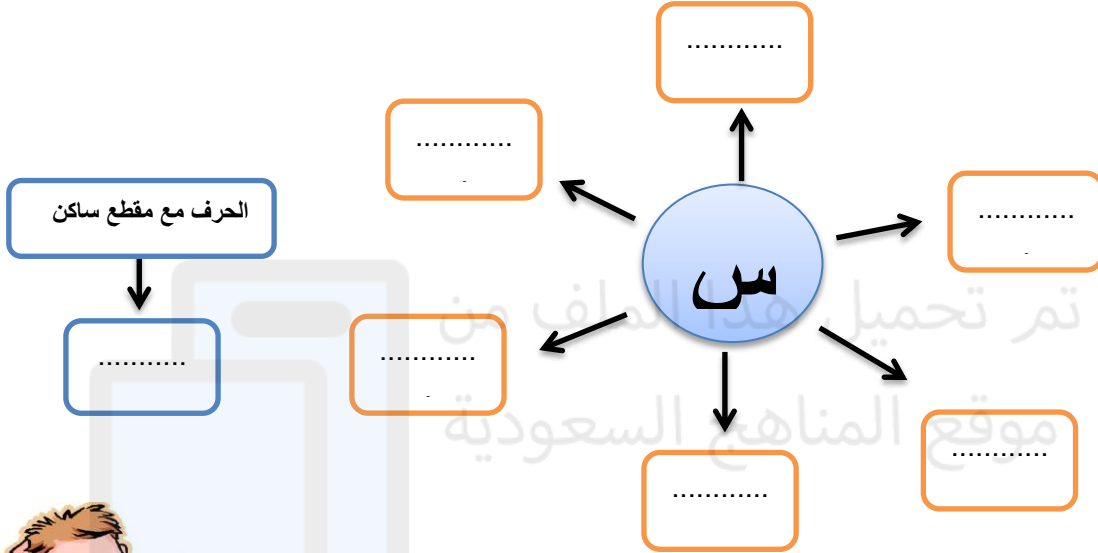 ............
............
-
............
-
الحرف مع مقطع ساكن
س
تم تحميل هذا الملف من
............
-
...........
موقع المناهج السعودية
............
............